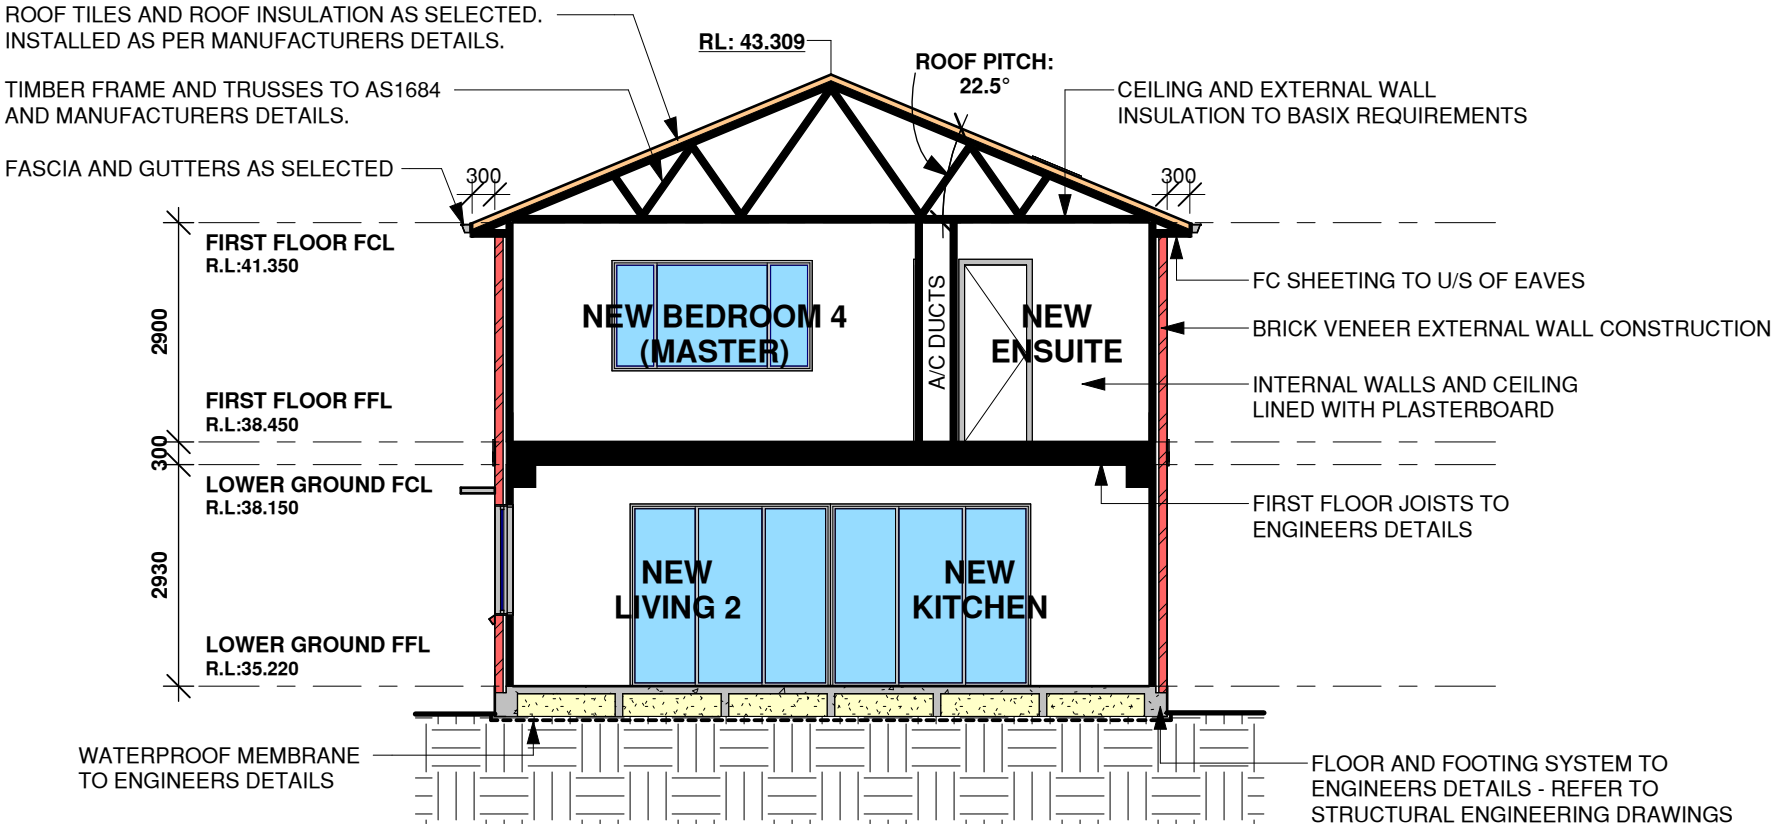 ROOF TILES AND ROOF INSULATION AS SELECTED.
INSTALLED AS PER MANUFACTURERS DETAILS.
RL: 43.309
ROOF PITCH:
22.5°
TIMBER FRAME AND TRUSSES TO AS1684
AND MANUFACTURERS DETAILS.
CEILING AND EXTERNAL WALL
INSULATION TO BASIX REQUIREMENTS
FASCIA AND GUTTERS AS SELECTED
300
300
FIRST FLOOR FCL
R.L:41.350
FC SHEETING TO U/S OF EAVES
2900
NEW BEDROOM 4
(MASTER)
A/C DUCTS
NEW
ENSUITE
BRICK VENEER EXTERNAL WALL CONSTRUCTION
INTERNAL WALLS AND CEILING
LINED WITH PLASTERBOARD
FIRST FLOOR FFL
R.L:38.450
300
LOWER GROUND FCL
R.L:38.150
FIRST FLOOR JOISTS TO
ENGINEERS DETAILS
2930
NEW
LIVING 2
NEW
KITCHEN
LOWER GROUND FFL
R.L:35.220
WATERPROOF MEMBRANE
TO ENGINEERS DETAILS
FLOOR AND FOOTING SYSTEM TO
ENGINEERS DETAILS - REFER TO
STRUCTURAL ENGINEERING DRAWINGS